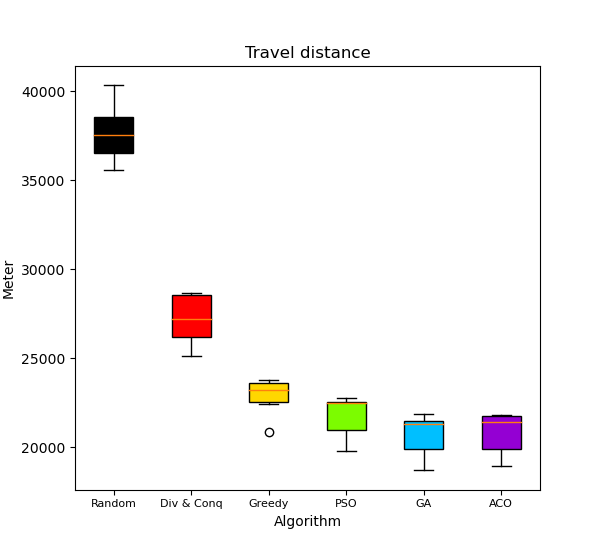 Travel distance
40000
35000
30000
25000
20000
Meter
Random Div & Conq Greedy PSO GA ACO
Algorithm